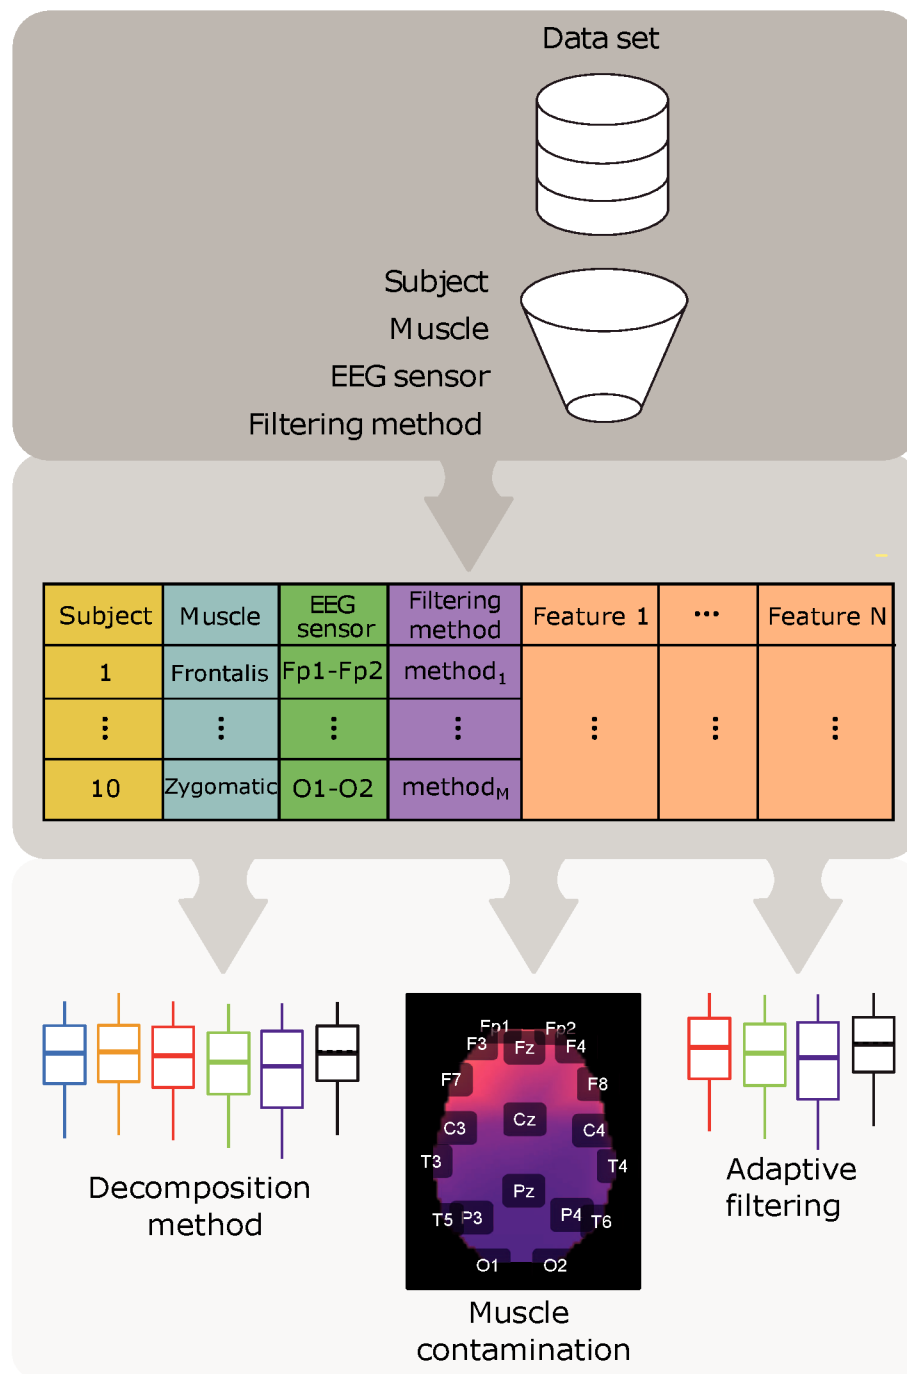 Data set
Subject
Muscle
EEG sensor
Filtering method
Subject Muscle EEG sensor Filtering method Feature 1 ... Feature N
1 Frontalis Fp1-Fp2 method1
10 Zygomatic O1-O2 methodM
Fp1 Fp2
F3 Fz F4
F7 F8
C3 Cz C4
T3 T4
Pz
T5 P3 P4 T6
O1 O2
Decomposition
method
Muscle
contamination
Adaptive
filtering